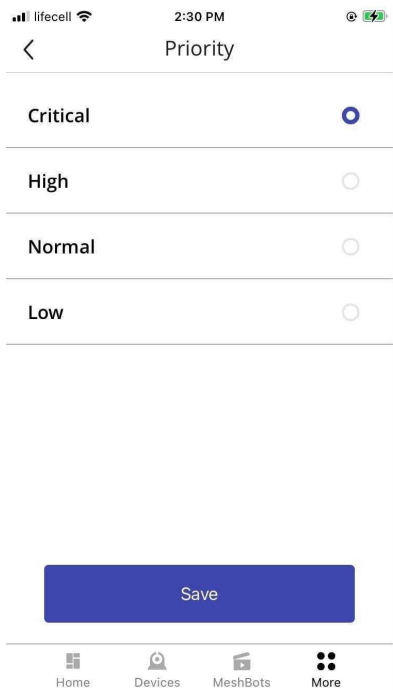 lifecell 2:30 PM
Priority
Critical
High
Normal
Low
Save
Home Devices MeshBots More